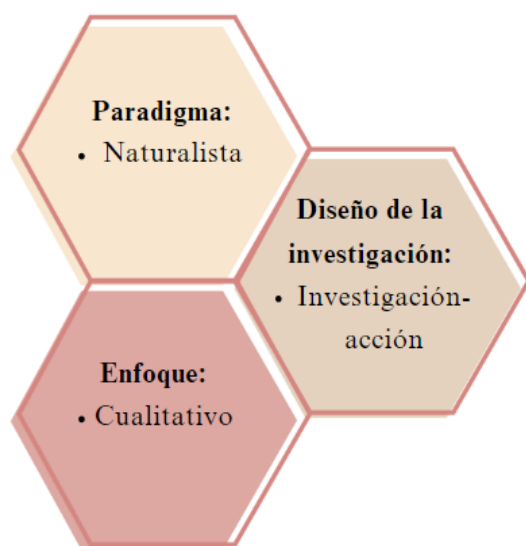 Paradigma:
• Naturalista
Diseño de la
investigación:
• Investigación-
acción
Enfoque:
• Cualitativo